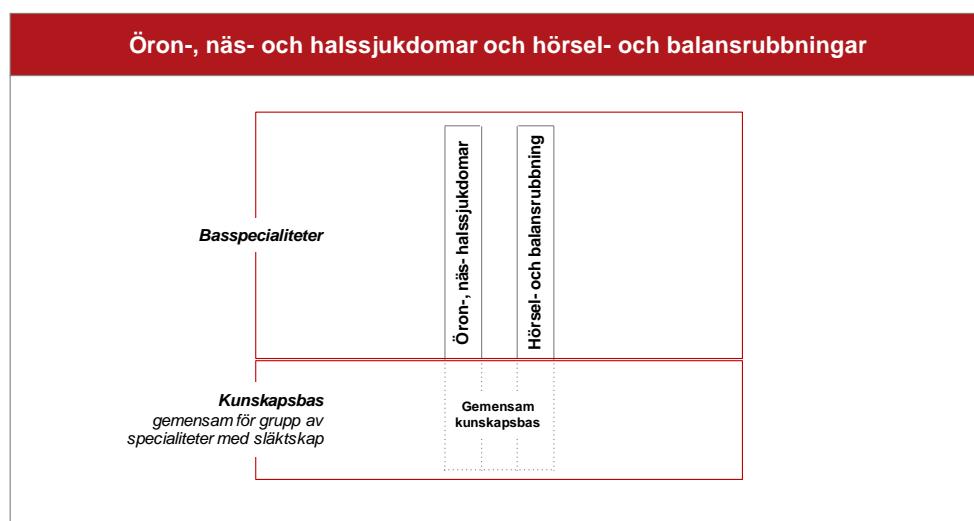 Öron-, näs- och halssjukdomar och hörsel- och balansrubbningar
Basspecialiteter
Öron-, näs- halssjukdomar
Hörsel- och balansrubbning
Kunskapsbas
gemensam för grupp av
specialiteter med släktskap
Gemensam
kunskapsbas